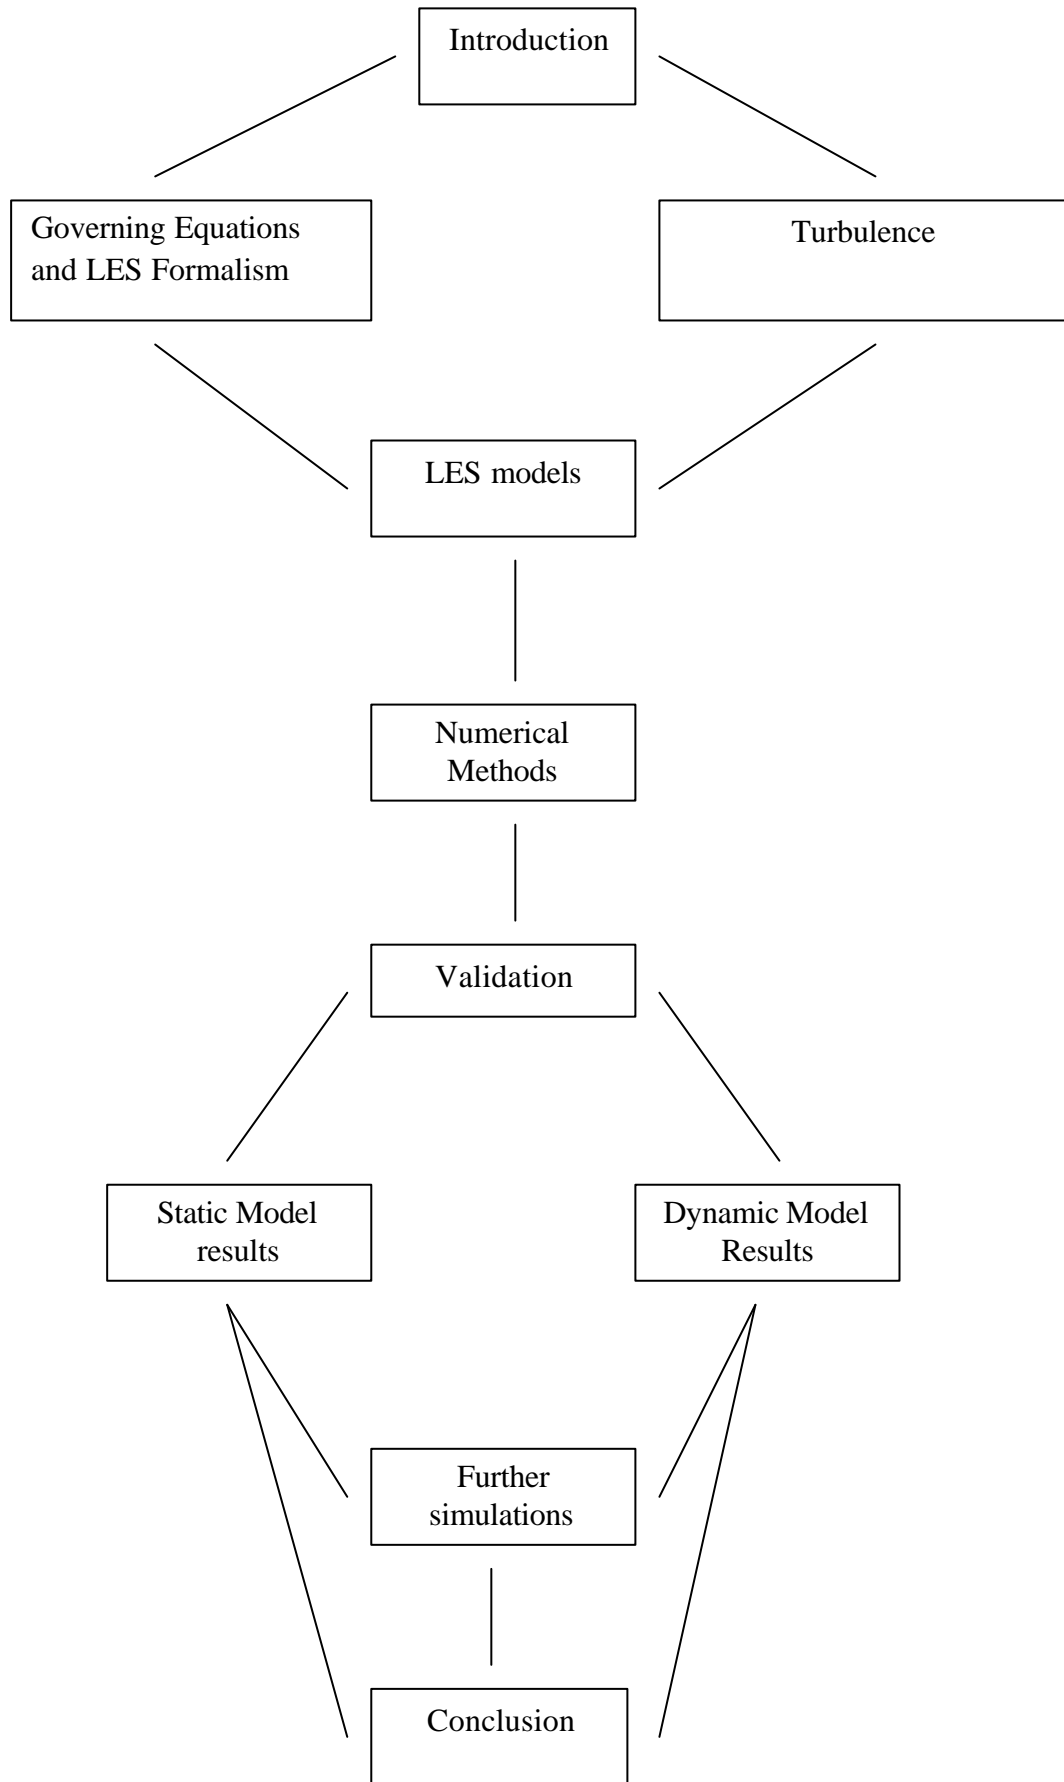 Introduction
Governing Equations
and LES Formalism
Turbulence
LES models
Numerical
Methods
Validation
Static Model
results
Dynamic Model
Results
Further
simulations
Conclusion